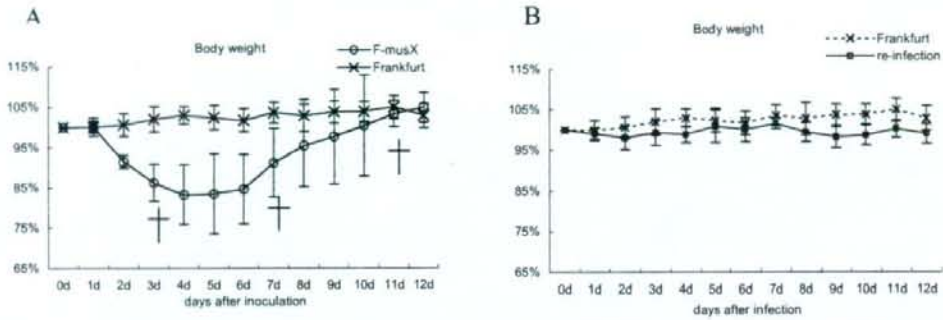 A
Body weight
F-musX
Frankfurt
115%
105%
95%
85%
75%
65%
0d 1d 2d 3d 4d 5d 6d 7d 8d 9d 10d 11d 12d
days after inoculation
B
Body weight
Frankfurt
re-infection
115%
105%
95%
85%
75%
65%
0d 1d 2d 3d 4d 5d 6d 7d 8d 9d 10d 11d 12d
days after infection